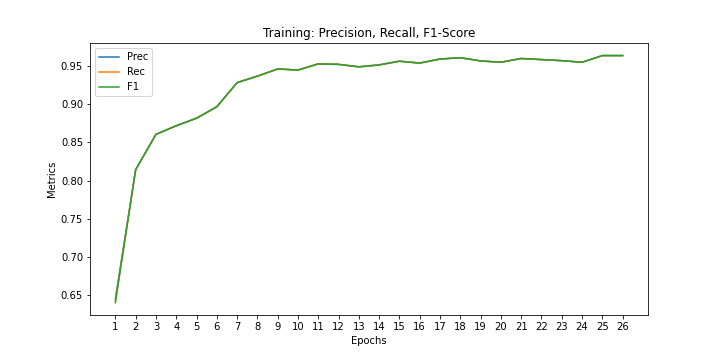 Training: Precision, Recall, F1-Score
Prec
Rec
F1
Metrics
0.95
0.90
0.85
0.80
0.75
0.70
0.65
1 2 3 4 5 6 7 8 9 10 11 12 13 14 15 16 17 18 19 20 21 22 23 24 25 26
Epochs